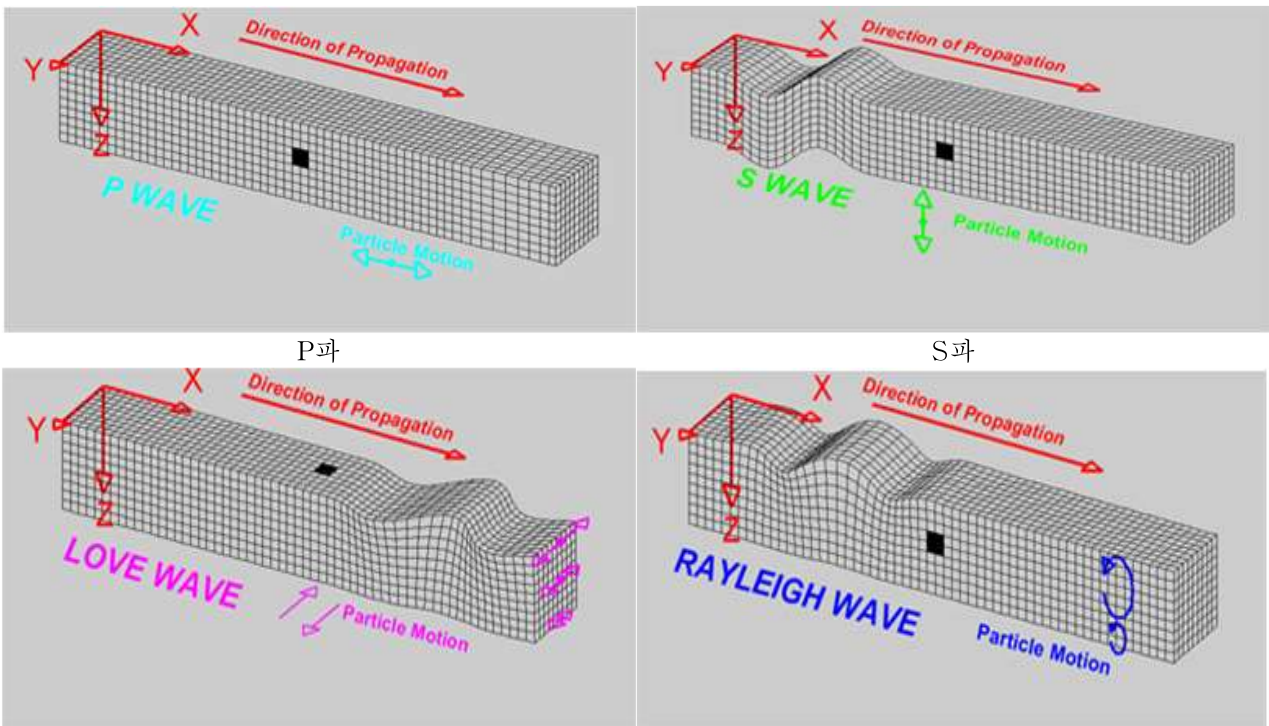 X
Direction of Propagation
Y
Z
P WAVE
Particle Motion
X
Direction of Propagation
Y
Z
S WAVE
Particle Motion
P파
S파
X
Direction of Propagation
Y
Z
LOVE WAVE
Particle Motion
X
Direction of Propagation
Y
Z
RAYLEIGH WAVE
Particle Motion